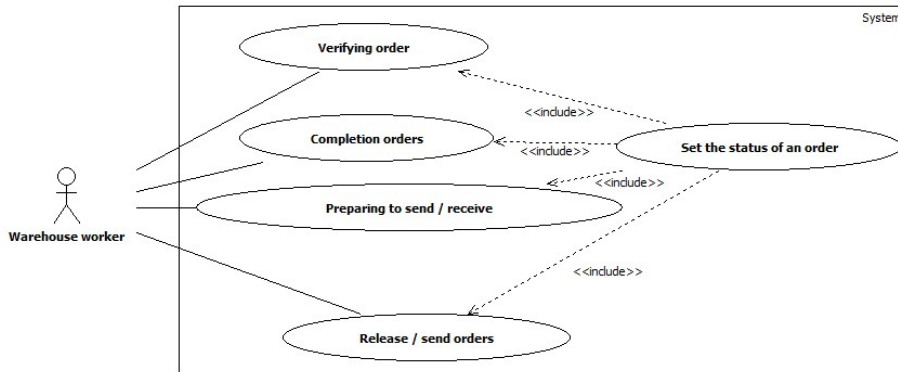 System
Verifying order
<<include>>
Completion orders
<<include>>
Set the status of an order
<<include>>
Preparing to send / receive
Warehouse worker
<<include>>
Release / send orders